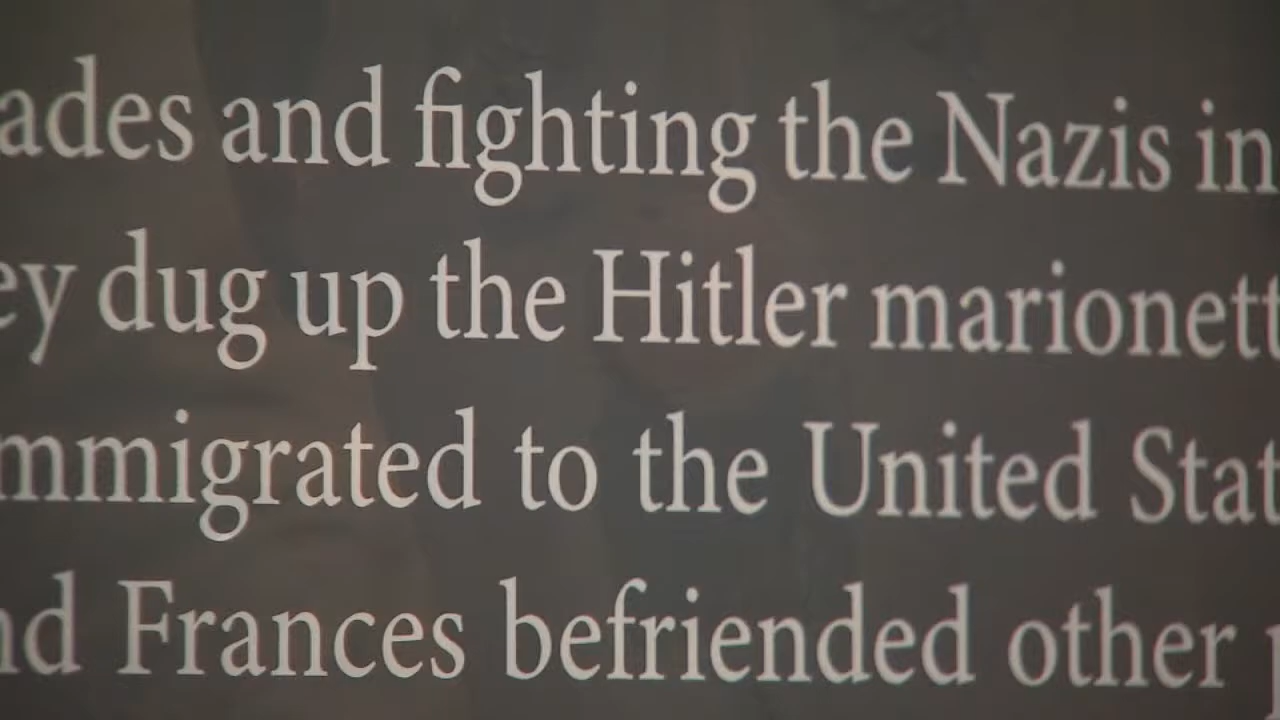 ades and fighting the Nazis in
ey dug up the Hitler marionett
mmigrated to the United Stat
nd Frances befriended other